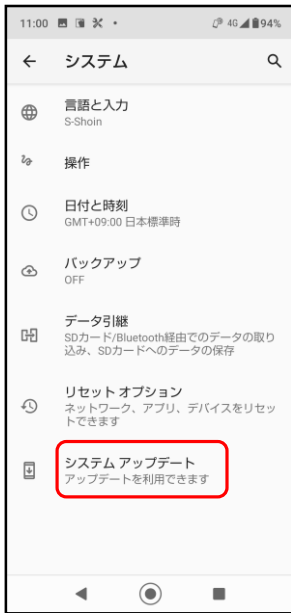 11:00 4G 94%
システム
言語と入力
S-Shoin
操作
日付と時刻
GMT+09:00 日本標準時
バックアップ
OFF
データ引継
SDカード/Bluetooth経由でのデータの取り
込み、SDカードへのデータの保存
リセット オプション
ネットワーク、アプリ、デバイスをリセッ
トできます
システム アップデート
アップデートを利用できます